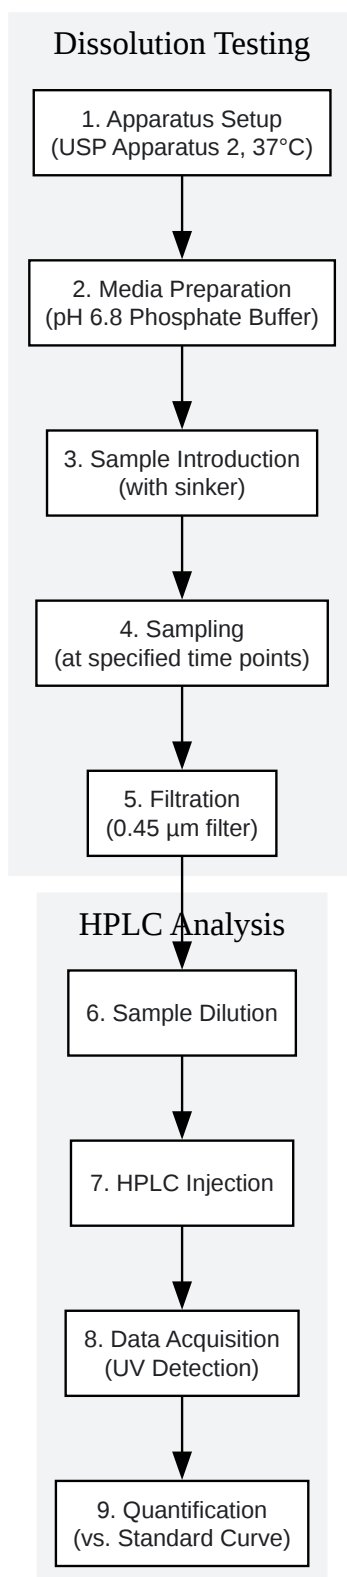 Dissolution Testing
1. Apparatus Setup
(USP Apparatus 2, 37°C)
2. Media Preparation
(pH 6.8 Phosphate Buffer)
3. Sample Introduction
(with sinker)
4. Sampling
(at specified time points)
5. Filtration
(0.45 µm filter)
HPLC Analysis
6. Sample Dilution
7. HPLC Injection
8. Data Acquisition
(UV Detection)
9. Quantification
(vs. Standard Curve)